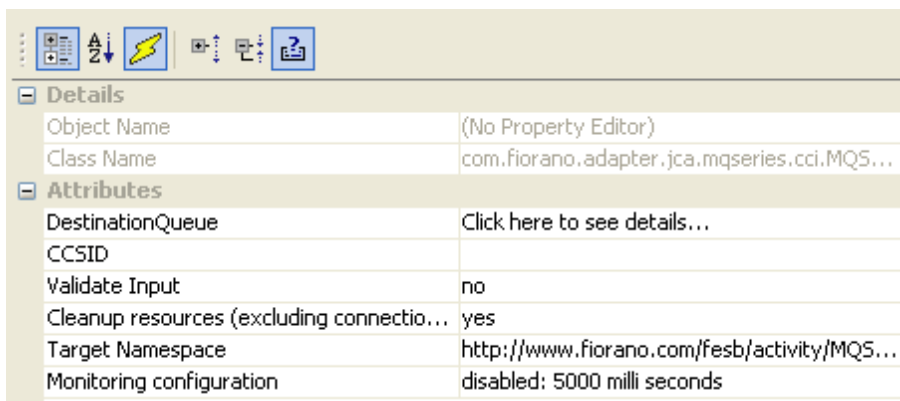 Details
Object Name (No Property Editor)
Class Name com.fiorano.adapter.jca.mqseries.cci.MQS...
Attributes
DestinationQueue Click here to see details...
CCSID
Validate Input no
Cleanup resources (excluding connectio... yes
Target Namespace http://www.fiorano.com/fesb/activity/MQS...
Monitoring configuration disabled: 5000 milli seconds